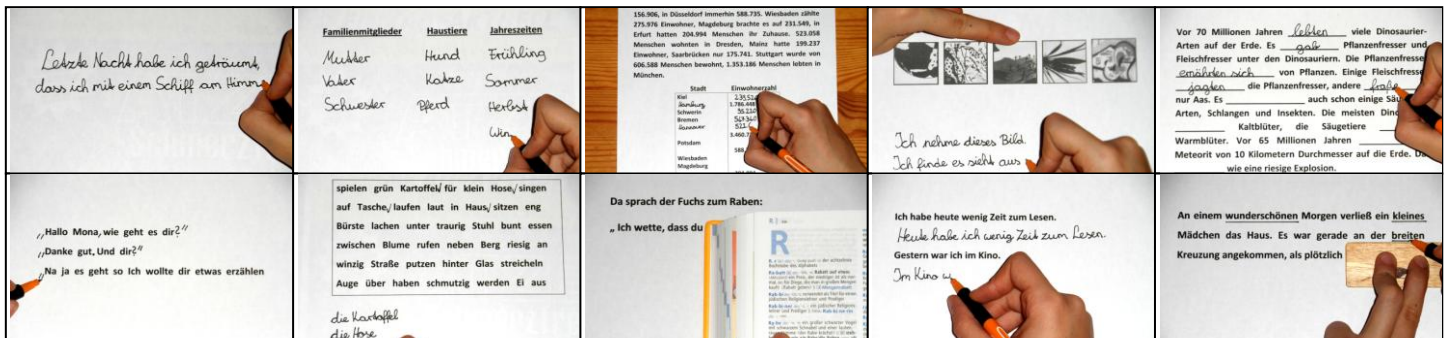 Letzte Nacht habe ich geträumt,
dass ich mit einem Schiff am Himm
Familienmitglieder Haustiere Jahreszeiten
Mutter Hund Frühling
Vater Katze Sommer
Schwester Pferd Herbst
Win
156.906, in Düsseldorf immerhin 588.735. Wiesbaden zählte
275.976 Einwohner, Magdeburg brachte es auf 231.549, in
Erfurt hatten 204.994 Menschen ihr Zuhause. 523.058
Menschen wohnten in Dresden, Mainz hatte 199.237
Einwohner, Saarbrücken nur 175.741. Stuttgart wurde von
606.588 Menschen bewohnt, 1.353.186 Menschen lebten in
München.
Stadt Einwohnerzahl
Kiel
Hamburg 1.786.448
Schwerin
Bremen
Hannover
Potsdam
588
Wiesbaden
Magdeburg
Ich nehme dieses Bild
Ich finde es sieht aus
Vor 70 Millionen Jahren lebten viele Dinosaurier-
Arten auf der Erde. Es gab Pflanzenfresser und
Fleischfresser unter den Dinosauriern. Die Pflanzenfresse
ernährten sich von Pflanzen. Einige Fleischfresse
jagten die Pflanzenfresser, andere fraße
nur Aas. Es auch schon einige Säu
Arten, Schlangen und Insekten. Die meisten Din
Kaltblüter, die Säugetiere
Warmblüter. Vor 65 Millionen Jahren
Meteorit von 10 Kilometern Durchmesser auf die Erde. Da
wie eine riesige Explosion.
„Hallo Mona, wie geht es dir?"
„Danke gut, Und dir?"
„Na ja es geht so Ich wollte dir etwas erzählen
spielen grün Kartoffel/ für klein Hose/ singen
auf Tasche/ laufen laut in Haus/ sitzen eng
Bürste lachen unter traurig Stuhl bunt essen
zwischen Blume rufen neben Berg riesig an
winzig Straße putzen hinter Glas streicheln
Auge über haben schmutzig werden Ei aus
die Kartoffel
die Hose
Da sprach der Fuchs zum Raben:
„ Ich wette, dass du
R
Ich habe heute wenig Zeit zum Lesen.
Heute habe ich wenig Zeit zum Lesen.
Gestern war ich im Kino.
Im Kino w
An einem wunderschönen Morgen verließ ein kleines
Mädchen das Haus. Es war gerade an der breiten
Kreuzung angekommen, als plötzlich